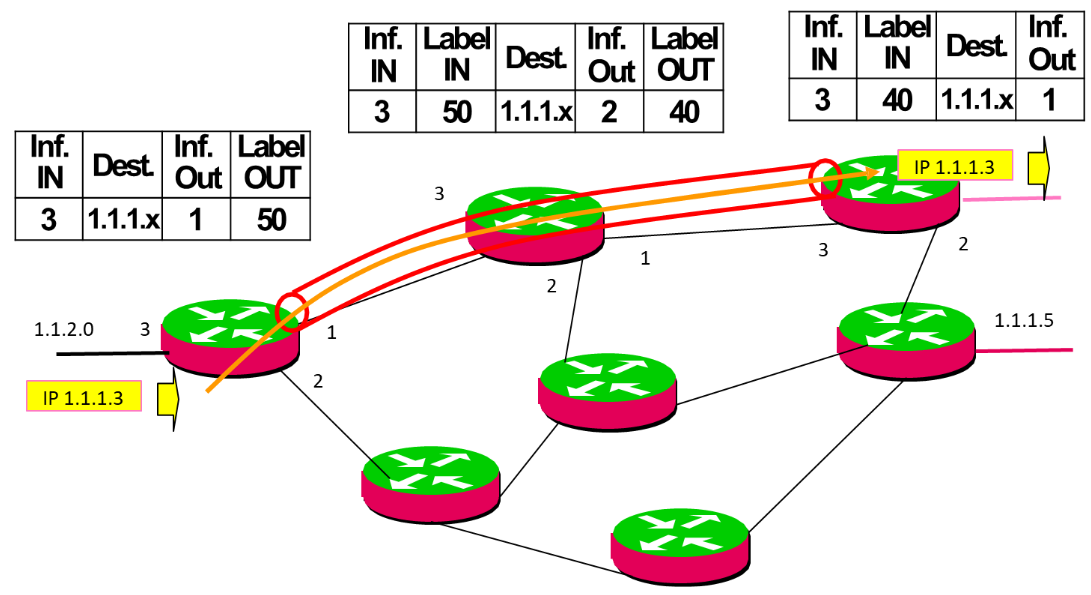 Inf. IN Label IN Dest. Inf. Out Label OUT
3 50 1.1.1.x 2 40
Inf. IN Label IN Dest. Inf. Out
3 40 1.1.1.x 1
Inf. IN Dest. Inf. Out Label OUT
3 1.1.1.x 1 50
IP 1.1.1.3
3
1
2
3
2
1.1.2.0
3
1
1.1.1.5
2
IP 1.1.1.3